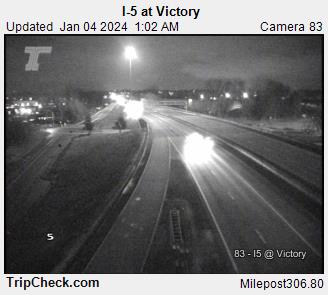 I-5 at Victory
Updated  Jan 04 2024  1:02 AM
Camera 83
T
S
83 - I5 @ Victory
TripCheck.com
Milepost306.80